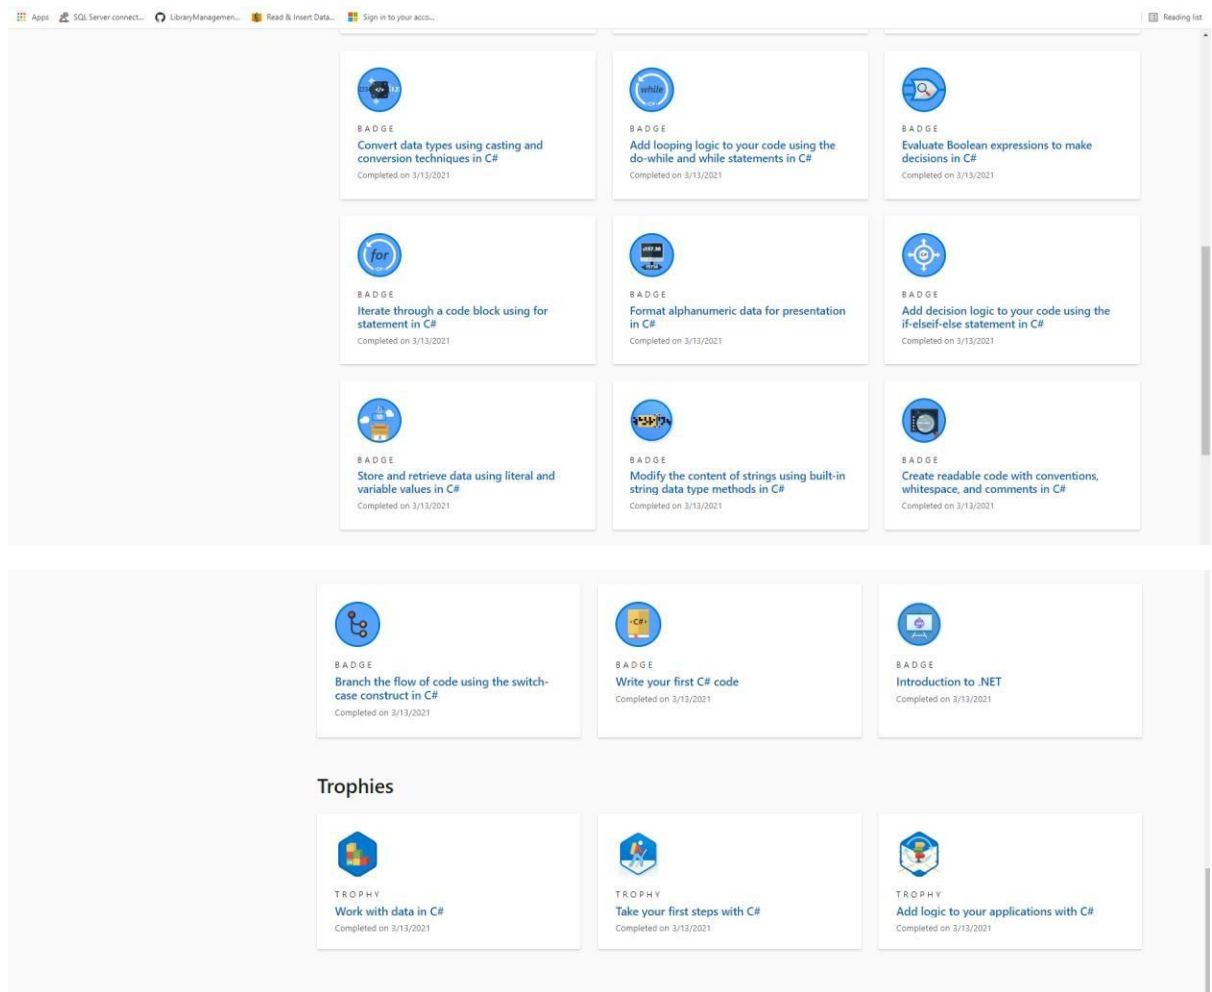 Apps SQL Server connect... LibraryManagemen... Read & Insert Data... Sign in to your acco... Reading list
while
C#
BADGE
Convert data types using casting and
conversion techniques in C#
Completed on 3/13/2021
BADGE
Add looping logic to your code using the
do-while and while statements in C#
Completed on 3/13/2021
BADGE
Evaluate Boolean expressions to make
decisions in C#
Completed on 3/13/2021
for
BADGE
Iterate through a code block using for
statement in C#
Completed on 3/13/2021
BADGE
Format alphanumeric data for presentation
in C#
Completed on 3/13/2021
BADGE
Add decision logic to your code using the
if-elseif-else statement in C#
Completed on 3/13/2021
BADGE
Store and retrieve data using literal and
variable values in C#
Completed on 3/13/2021
BADGE
Modify the content of strings using built-in
string data type methods in C#
Completed on 3/13/2021
BADGE
Create readable code with conventions,
whitespace, and comments in C#
Completed on 3/13/2021
BADGE
Branch the flow of code using the switch-
case construct in C#
Completed on 3/13/2021
C#
BADGE
Write your first C# code
Completed on 3/13/2021
BADGE
Introduction to .NET
Completed on 3/13/2021
Trophies
TROPHY
Work with data in C#
Completed on 3/13/2021
TROPHY
Take your first steps with C#
Completed on 3/13/2021
TROPHY
Add logic to your applications with C#
Completed on 3/13/2021